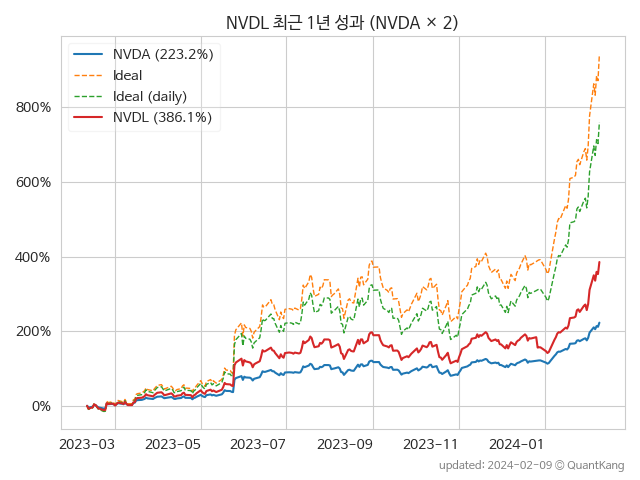 NVDL 최근 1년 성과 (NVDA × 2)
NVDA (223.2%)
Ideal
Ideal (daily)
NVDL (386.1%)
800%
600%
400%
200%
0%
2023−03 2023−05 2023−07 2023−09 2023−11 2024−01
updated: 2024−02−09 © QuantKang